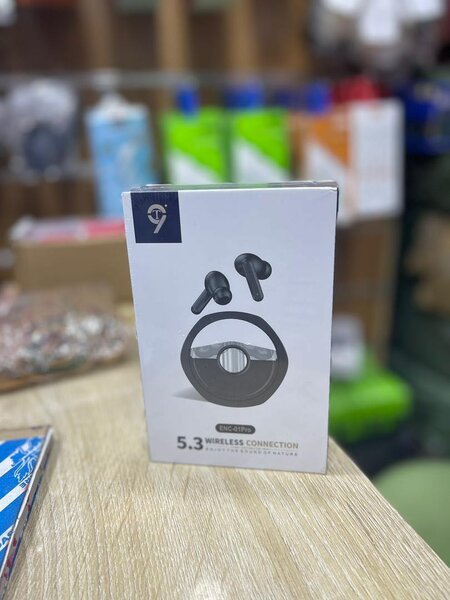 9
ENC-01Pro
5.3 WIRELESS CONNECTION
ENJOY THE SOUND OF NATURE